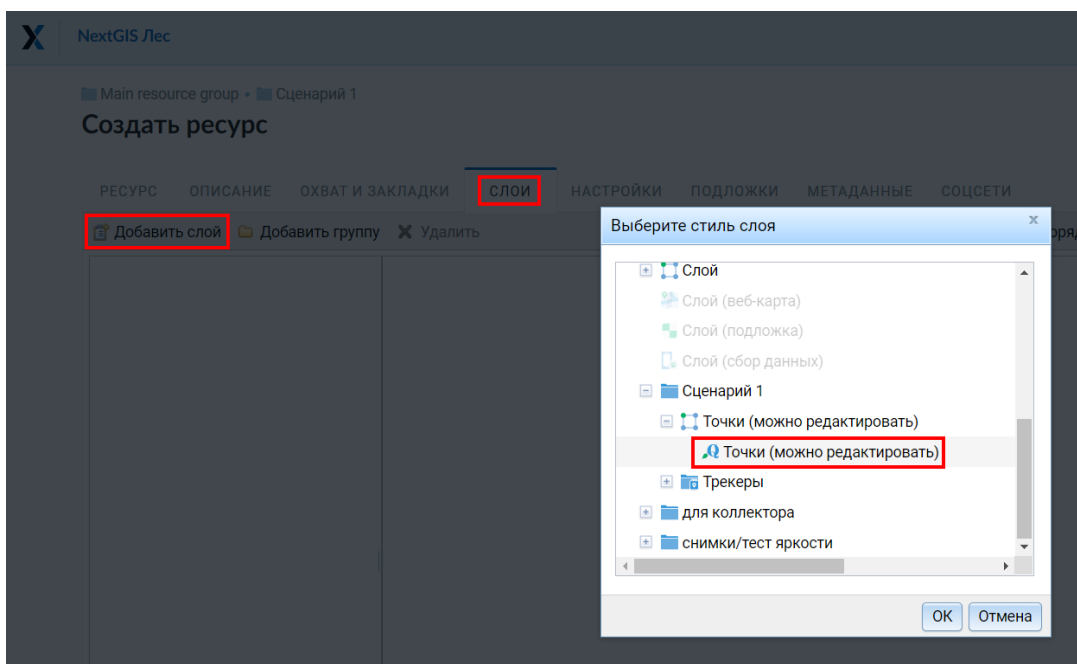 NextGIS Лес
Main resource group • Сценарий 1
Создать ресурс
РЕСУРС ОПИСАНИЕ ОХВАТ И ЗАКЛАДКИ СЛОИ НАСТРОЙКИ ПОДЛОЖКИ МЕТАДАННЫЕ СОЦСЕТИ
Добавить слой Добавить группу Удалить
Выберите стиль слоя
Слой
Слой (веб-карта)
Слой (подложка)
Слой (сбор данных)
Сценарий 1
Точки (можно редактировать)
Точки (можно редактировать)
Трекеры
для коллектора
снимки/тест яркости
OK Отмена